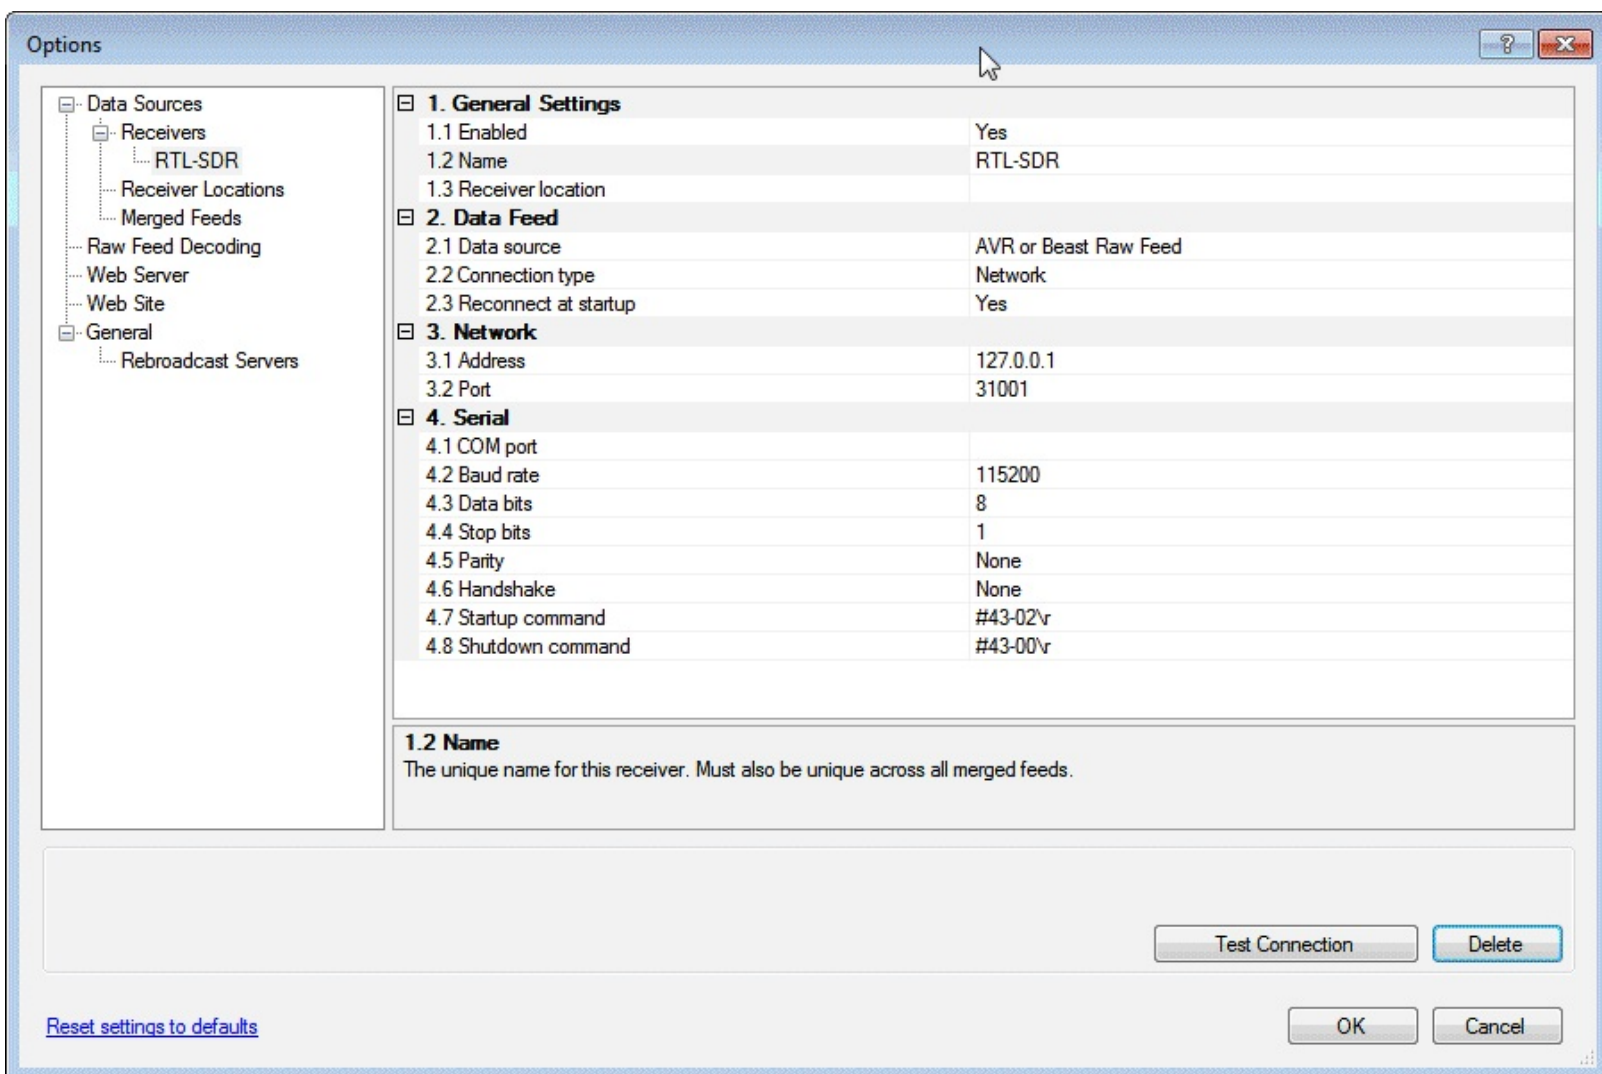 Options
Data Sources
Receivers
RTL-SDR
Receiver Locations
Merged Feeds
Raw Feed Decoding
Web Server
Web Site
General
Rebroadcast Servers
1. General Settings
1.1 Enabled Yes
1.2 Name RTL-SDR
1.3 Receiver location
2. Data Feed
2.1 Data source AVR or Beast Raw Feed
2.2 Connection type Network
2.3 Reconnect at startup Yes
3. Network
3.1 Address 127.0.0.1
3.2 Port 31001
4. Serial
4.1 COM port
4.2 Baud rate 115200
4.3 Data bits 8
4.4 Stop bits 1
4.5 Parity None
4.6 Handshake None
4.7 Startup command #43-02\r
4.8 Shutdown command #43-00\r
1.2 Name
The unique name for this receiver. Must also be unique across all merged feeds.
Test Connection Delete
Reset settings to defaults OK Cancel